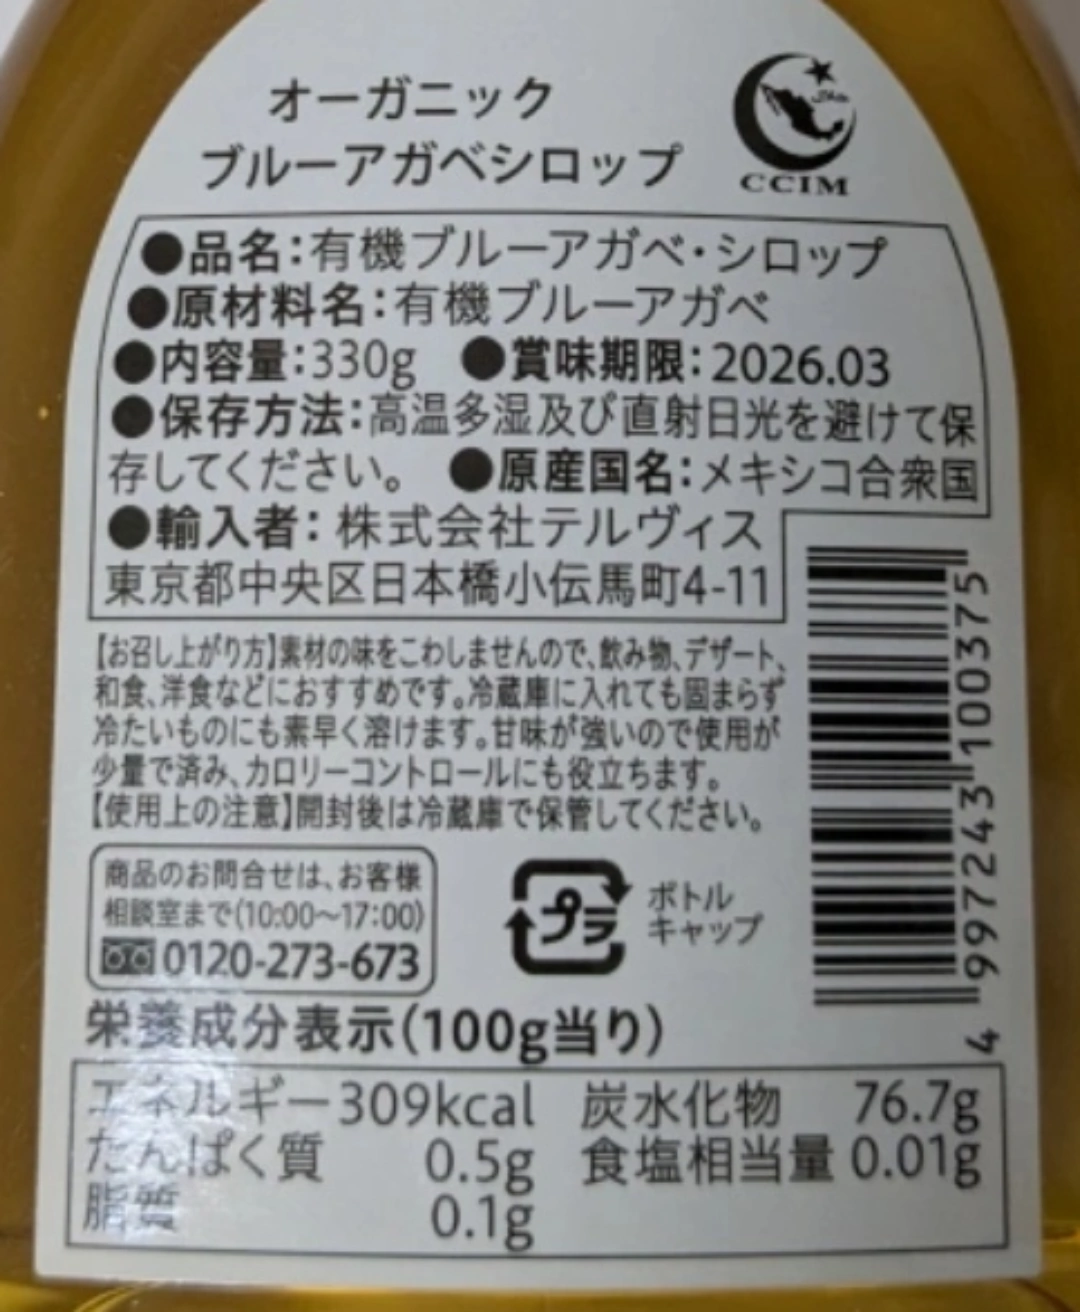 オーガニック
ブルーアガベシロップ
CCIM
●品名:有機ブルーアガベ・シロップ
●原材料名:有機ブルーアガベ
●内容量:330g ●賞味期限:2026.03
●保存方法:高温多湿及び直射日光を避けて保
存してください。 ●原産国名:メキシコ合衆国
●輸入者:株式会社テルヴィス
東京都中央区日本橋小伝馬町4-11
【お召し上がり方】素材の味をこわしませんので、飲み物、デザート、
和食、洋食などにおすすめです。冷蔵庫に入れても固まらず
冷たいものにも素早く溶けます。甘味が強いので使用が
少量で済み、カロリーコントロールにも役立ちます。
【使用上の注意】開封後は冷蔵庫で保管してください。
商品のお問合せは、お客様
相談室まで(10:00~17:00)
0120-273-673
プラ
ボトル
キャップ
4 997243 100375
栄養成分表示(100g当り)
エネルギー309kcal 炭水化物 76.7g
たんぱく質 0.5g 食塩相当量 0.01g
脂質 0.1g